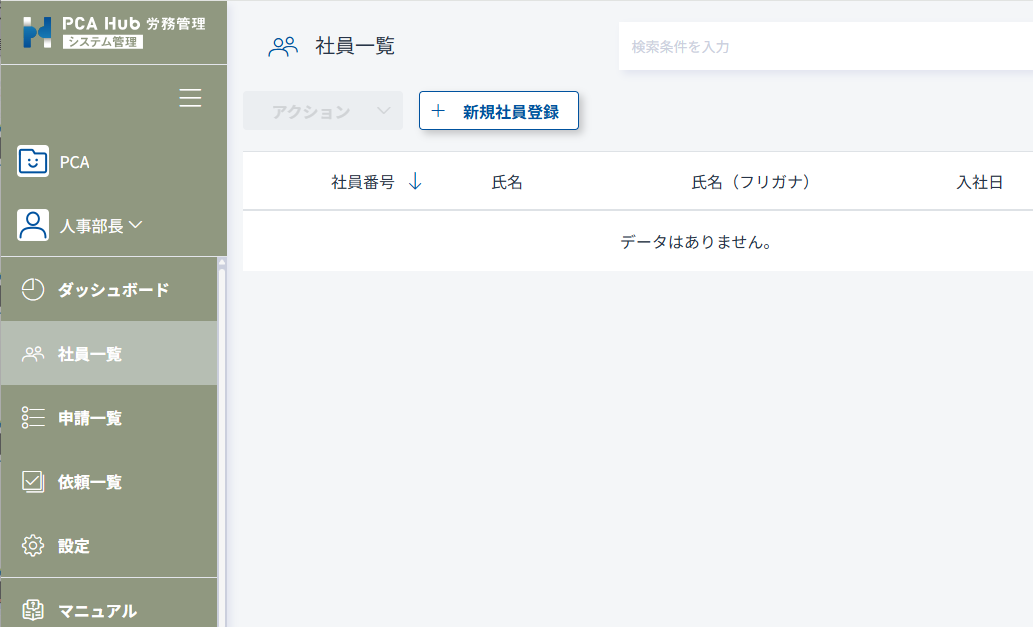 PCA Hub 労務管理
システム管理
PCA
人事部長
ダッシュボード
社員一覧
申請一覧
依頼一覧
設定
マニュアル
社員一覧
検索条件を入力
アクション
+ 新規社員登録
社員番号 ↓ 氏名 氏名（フリガナ） 入社日
データはありません。